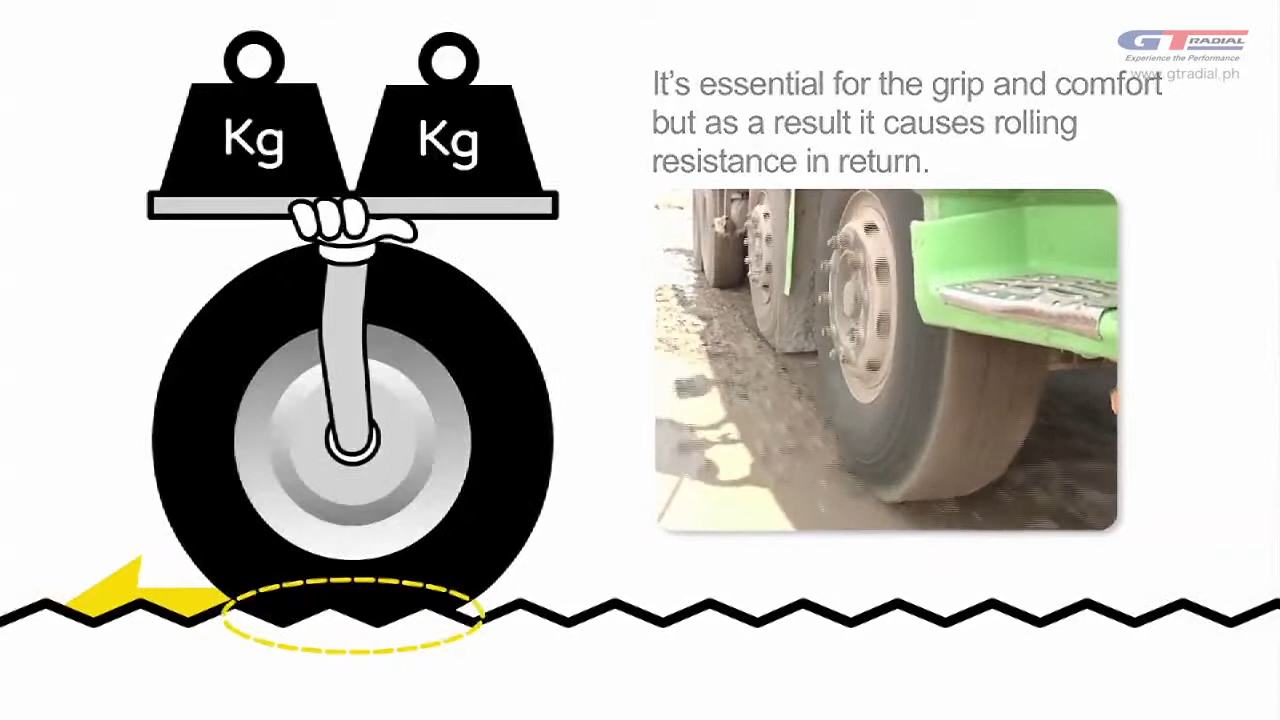 GT RADIAL
Experience the Performance
www.gtradial.ph
It's essential for the grip and comfort
but as a result it causes rolling
resistance in return.
Kg
Kg